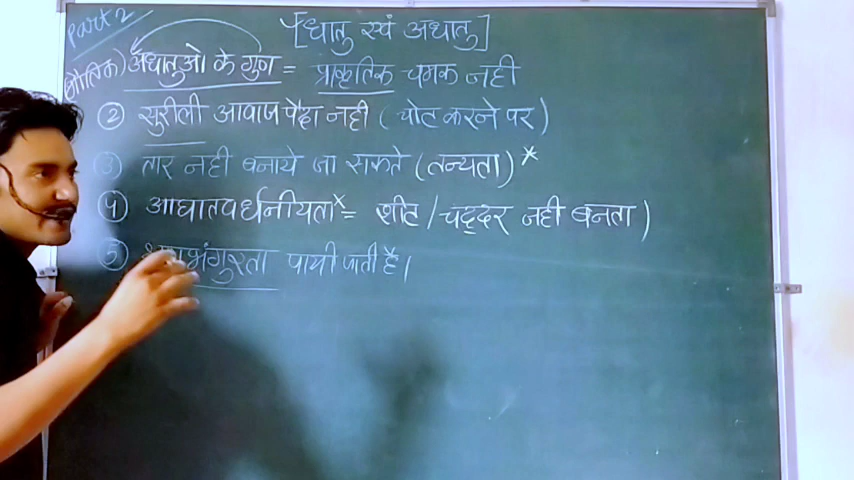 Part 2
[धातु एवं अधातु]
(भौतिक) अधातुओ के गुण = प्राकृतिक चमक नही
② सुरीली आवाज पैदा नही (चोट करने पर)
③ तार नही बनाये जा सकते (तन्यता)*
④ आघातवर्धनीयता× = शीट / चद्दर नही बनता)
⑤ भंगुरता पायी जाती है।